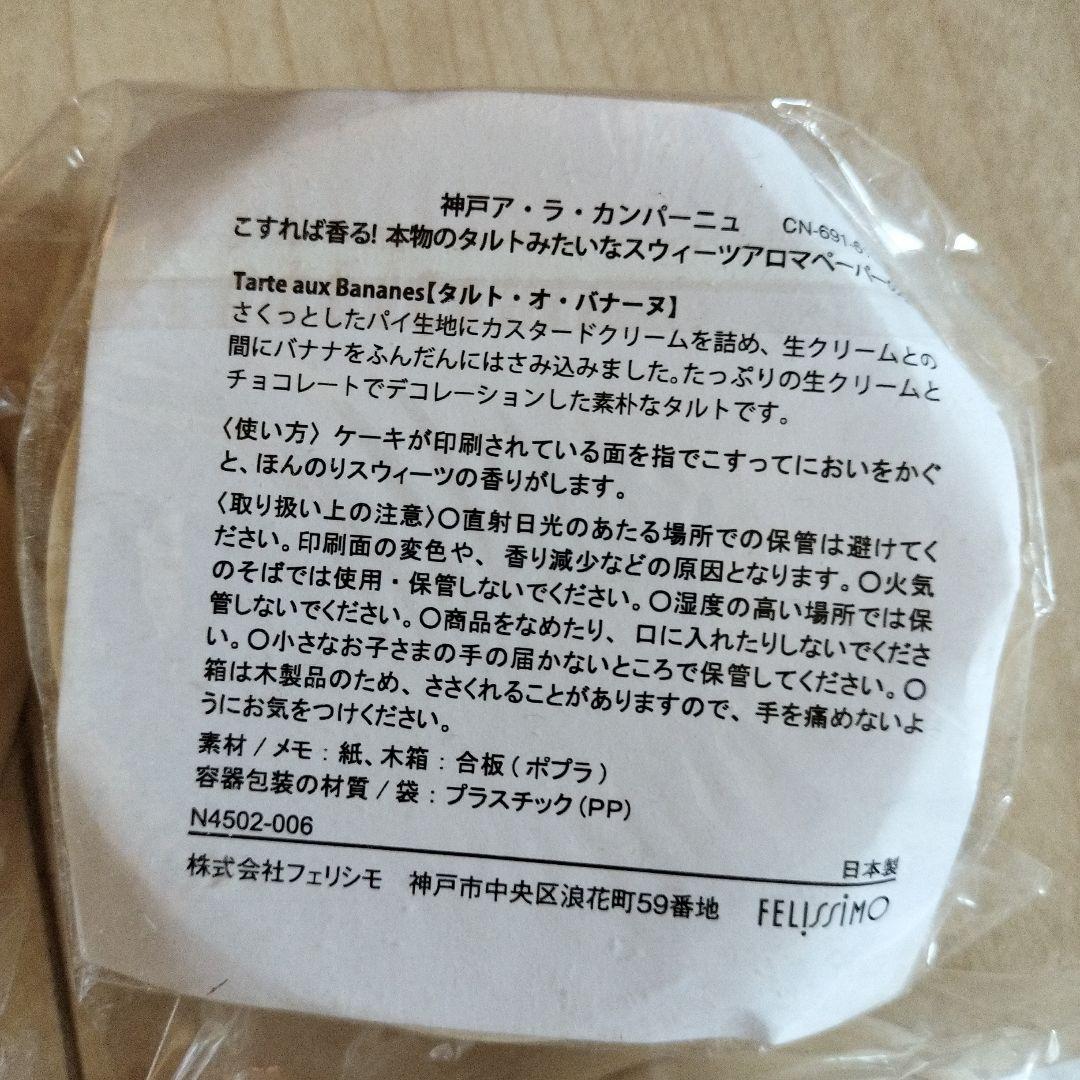 神戸ア・ラ・カンパーニュ CN-691-6
こすれば香る! 本物のタルトみたいなスウィーツアロマペーパー
Tarte aux Bananes【タルト・オ・バナーヌ】
さくっとしたパイ生地にカスタードクリームを詰め、生クリームとの
間にバナナをふんだんにはさみ込みました。たっぷりの生クリームと
チョコレートでデコレーションした素朴なタルトです。
〈使い方〉ケーキが印刷されている面を指でこすってにおいをかぐ
と、ほんのりスウィーツの香りがします。
〈取り扱い上の注意〉○直射日光のあたる場所での保管は避けてく
ださい。印刷面の変色や、香り減少などの原因となります。○火気
のそばでは使用・保管しないでください。○湿度の高い場所では保
管しないでください。○商品をなめたり、口に入れたりしないでくださ
い。○小さなお子さまの手の届かないところで保管してください。○
箱は木製品のため、ささくれることがありますので、手を痛めないよ
うにお気をつけください。
素材/メモ:紙、木箱:合板(ポプラ)
容器包装の材質/袋:プラスチック(PP)
N4502-006
日本製
株式会社フェリシモ 神戸市中央区浪花町59番地 FELiSSiMO